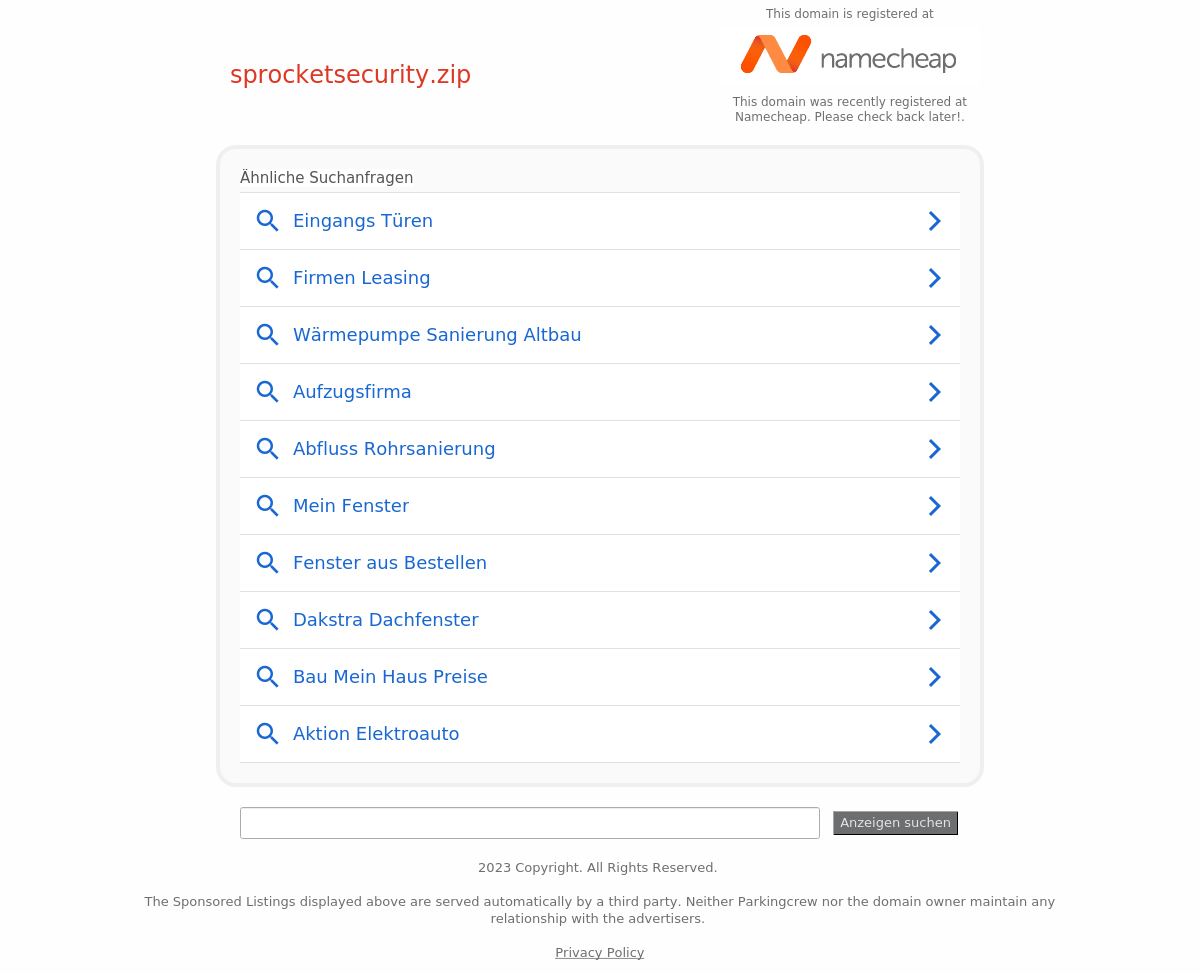 This domain is registered at
namecheap
sprocketsecurity.zip
This domain was recently registered at
Namecheap. Please check back later!.
Ähnliche Suchanfragen
Eingangs Türen
Firmen Leasing
Wärmepumpe Sanierung Altbau
Aufzugsfirma
Abfluss Rohrsanierung
Mein Fenster
Fenster aus Bestellen
Dakstra Dachfenster
Bau Mein Haus Preise
Aktion Elektroauto
Anzeigen suchen
2023 Copyright. All Rights Reserved.
The Sponsored Listings displayed above are served automatically by a third party. Neither Parkingcrew nor the domain owner maintain any
relationship with the advertisers.
Privacy Policy